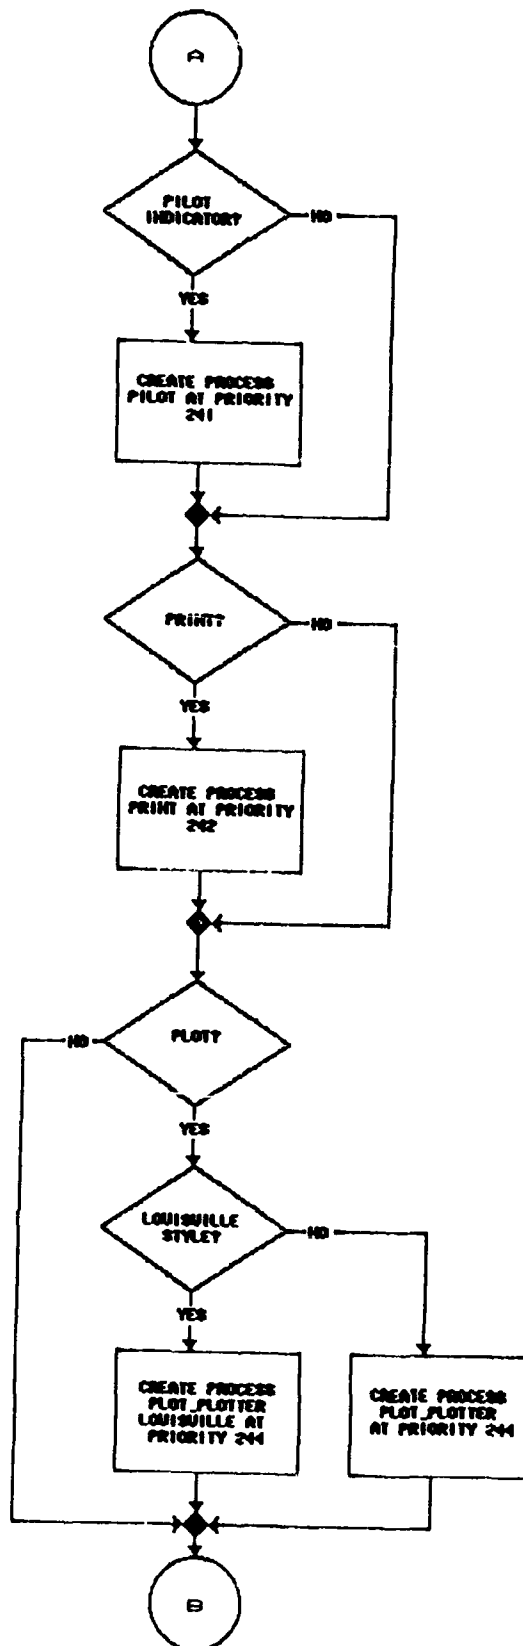 A
PILOT
INDICATOR?
NO
YES
CREATE PROCESS
PILOT AT PRIORITY
241
PRINT?
NO
YES
CREATE PROCESS
PRINT AT PRIORITY
242
NO
PLOT?
YES
LOUISVILLE
STYLE?
NO
YES
CREATE PROCESS
PLOT_PLOTTER
LOUISVILLE AT
PRIORITY 244
CREATE PROCESS
PLOT_PLOTTER
AT PRIORITY 244
B